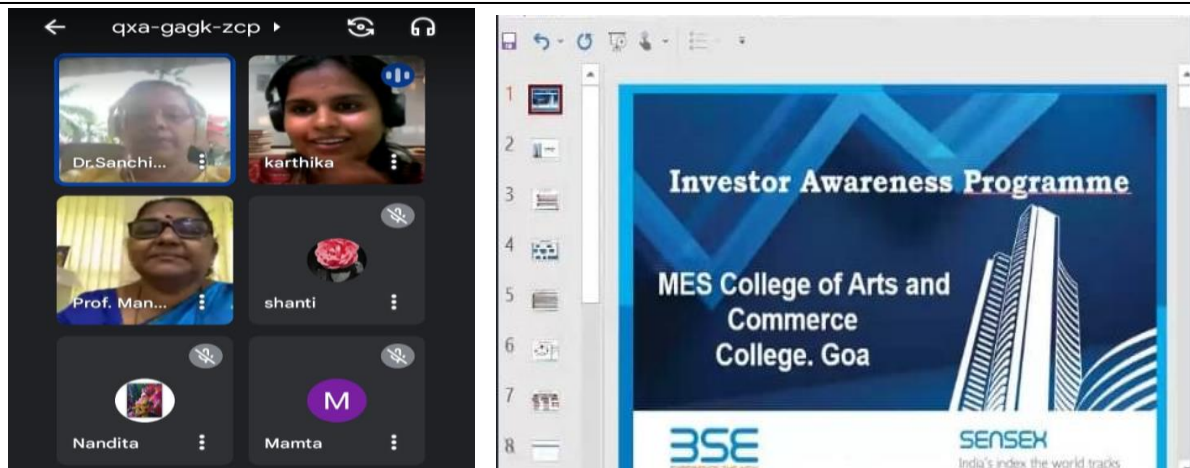 qxa-gagk-zcp
Dr.Sanchi...
karthika
Prof. Man...
shanti
Nandita
M
Mamta
1
2
3
4
5
6
7
8
Investor Awareness Programme
MES College of Arts and
Commerce
College. Goa
BSE
SENSEX
India's index the world tracks